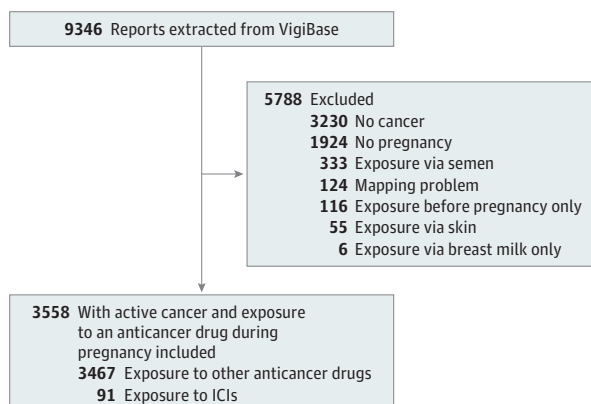 9346 Reports extracted from VigiBase
5788 Excluded
3230 No cancer
1924 No pregnancy
333 Exposure via semen
124 Mapping problem
116 Exposure before pregnancy only
55 Exposure via skin
6 Exposure via breast milk only
3558 With active cancer and exposure
to an anticancer drug during
pregnancy included
3467 Exposure to other anticancer drugs
91 Exposure to ICIs